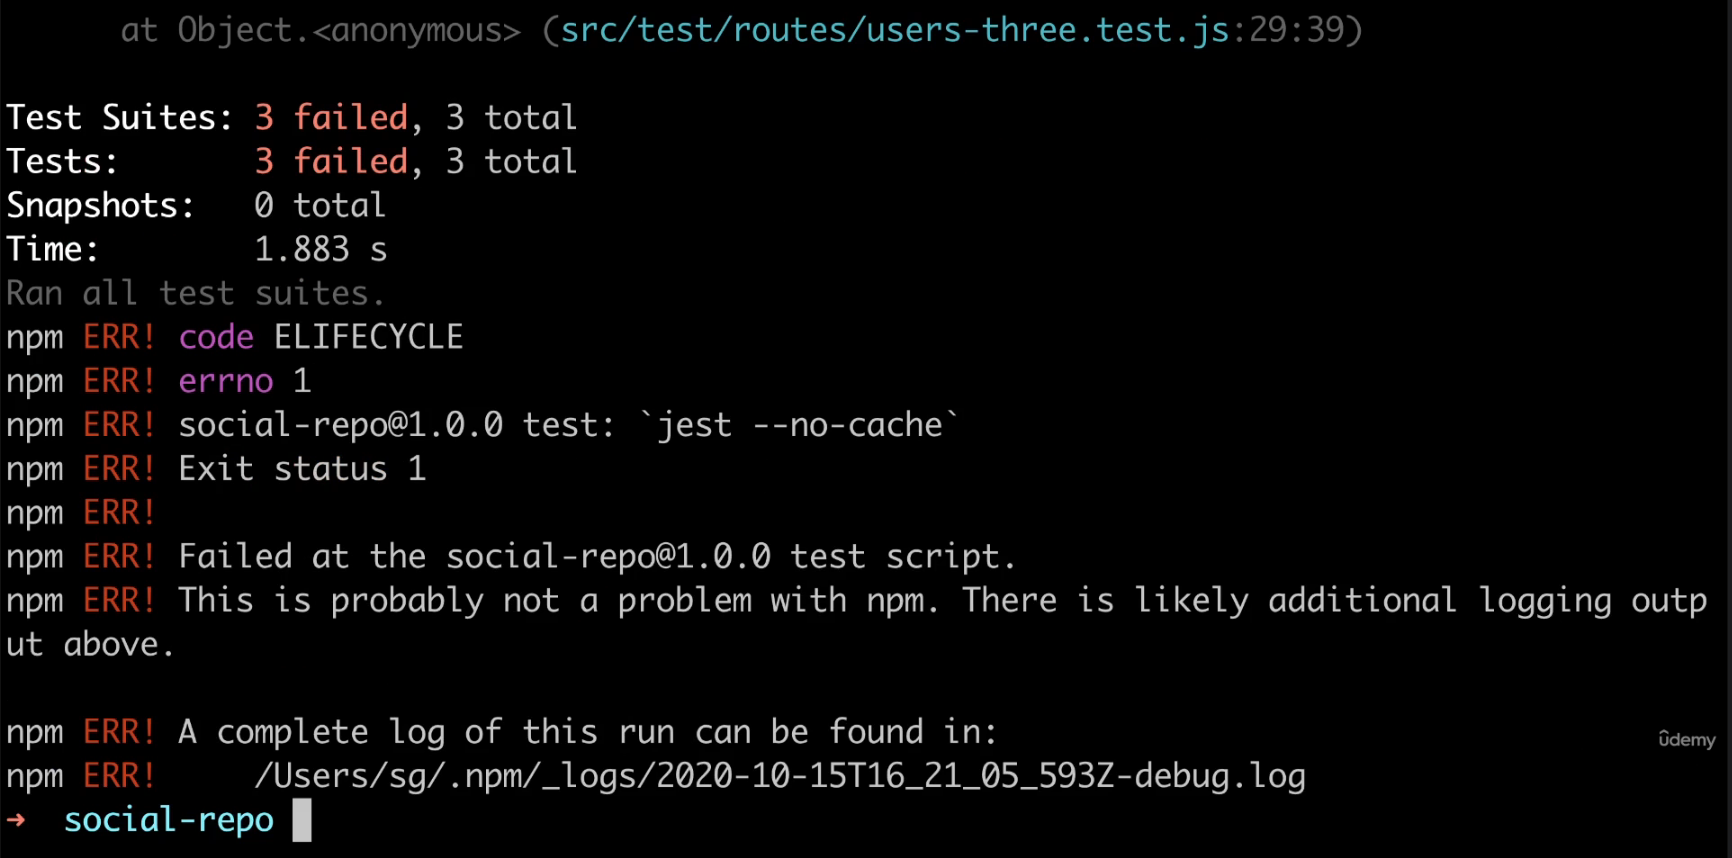 at Object.<anonymous> (src/test/routes/users-three.test.js:29:39)
Test Suites: 3 failed, 3 total
Tests: 3 failed, 3 total
Snapshots: 0 total
Time: 1.883 s
Ran all test suites.
npm ERR! code ELIFECYCLE
npm ERR! errno 1
npm ERR! social-repo@1.0.0 test: `jest --no-cache`
npm ERR! Exit status 1
npm ERR!
npm ERR! Failed at the social-repo@1.0.0 test script.
npm ERR! This is probably not a problem with npm. There is likely additional logging outp
ut above.
npm ERR! A complete log of this run can be found in:
npm ERR! /Users/sg/.npm/_logs/2020-10-15T16_21_05_593Z-debug.log
→ social-repo
ûdemy